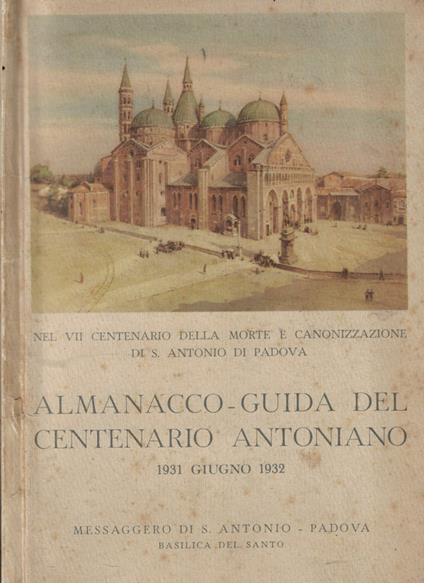 NEL VII CENTENARIO DELLA MORTE E CANONIZZAZIONE
DI S. ANTONIO DI PADOVA
ALMANACCO-GUIDA DEL
CENTENARIO ANTONIANO
1931 GIUGNO 1932
MESSAGGERO DI S. ANTONIO - PADOVA
BASILICA DEL SANTO